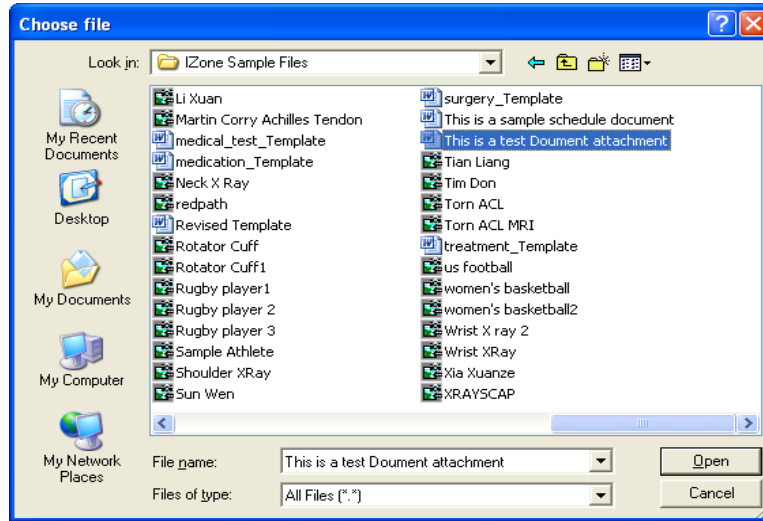 Choose file
Look in:
IZone Sample Files
My Recent
Documents
Desktop
My Documents
My Computer
My Network
Places
Li Xuan
Martin Corry Achilles Tendon
medical_test_Template
medication_Template
Neck X Ray
redpath
Revised Template
Rotator Cuff
Rotator Cuff1
Rugby player1
Rugby player 2
Rugby player 3
Sample Athlete
Shoulder XRay
Sun Wen
surgery_Template
This is a sample schedule document
This is a test Doument attachment
Tian Liang
Tim Don
Torn ACL
Torn ACL MRI
treatment_Template
us football
women's basketball
women's basketball2
Wrist X ray 2
Wrist XRay
Xia Xuanze
XRAYSCAP
File name:
This is a test Doument attachment
Open
Files of type:
All Files (*.*)
Cancel